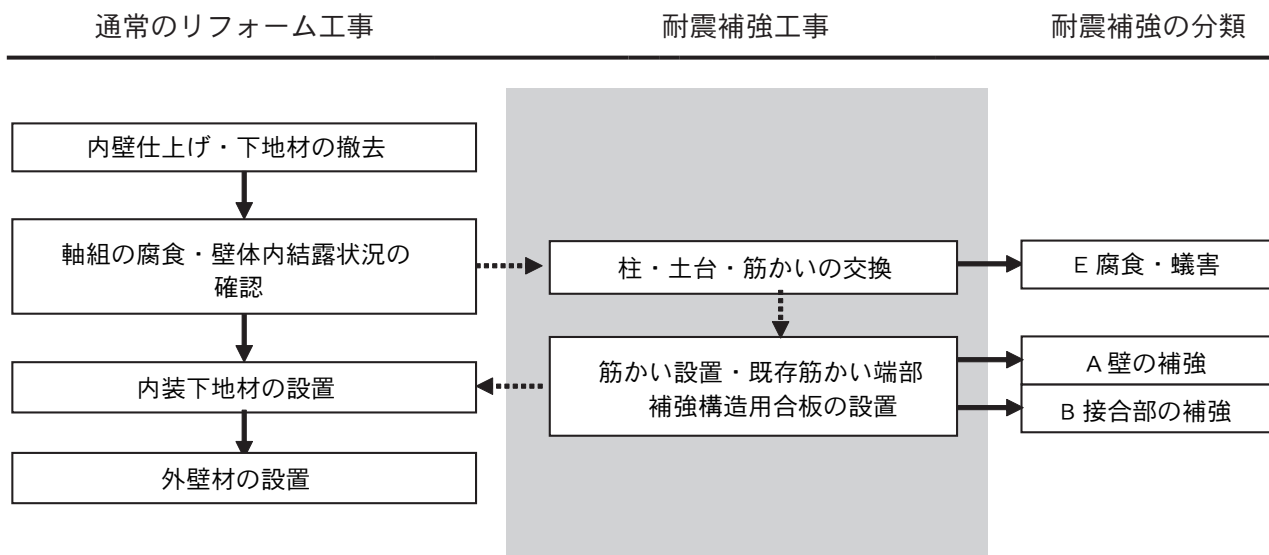 通常のリフォーム工事
耐震補強工事
耐震補強の分類
内壁仕上げ・下地材の撤去
軸組の腐食・壁体内結露状況の
確認
柱・土台・筋かいの交換
E 腐食・蟻害
内装下地材の設置
筋かい設置・既存筋かい端部
補強構造用合板の設置
A 壁の補強
B 接合部の補強
外壁材の設置